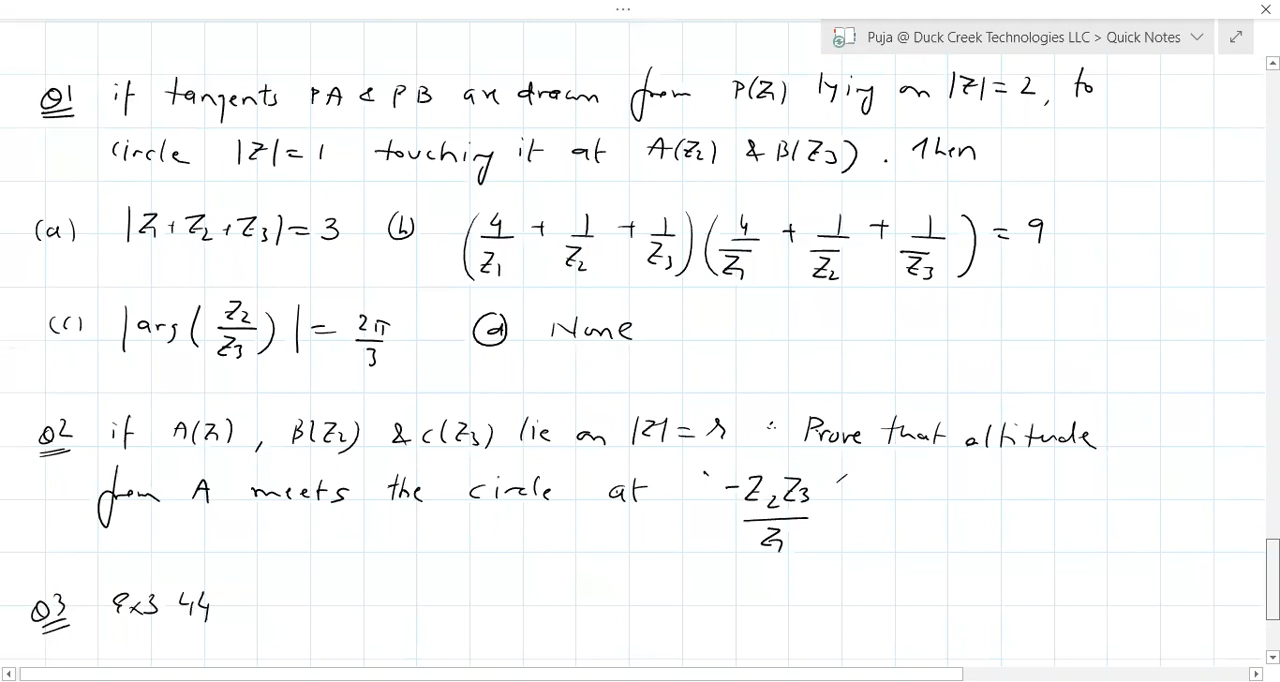 Puja @ Duck Creek Technologies LLC > Quick Notes
Q1 if tangents PA & PB are drawn from P(Z1) lyiy on |Z| = 2, to
circle |Z| = 1 touching it at A(Z2) & B(Z3). Then
(a) |Z1 + Z2 + Z3| = 3 (b) (4/Z1 + 1/Z2 + 1/Z3)(4/Z̅1 + 1/Z̅2 + 1/Z̅3) = 9
(c) |arg(Z2/Z3)| = 2π/3 (d) None
Q2 if A(Z1), B(Z2) & C(Z3) lie on |Z| = r ∴ Prove that altitude
from A meets the circle at -Z2Z3/Z1
Q3 Ex3 44